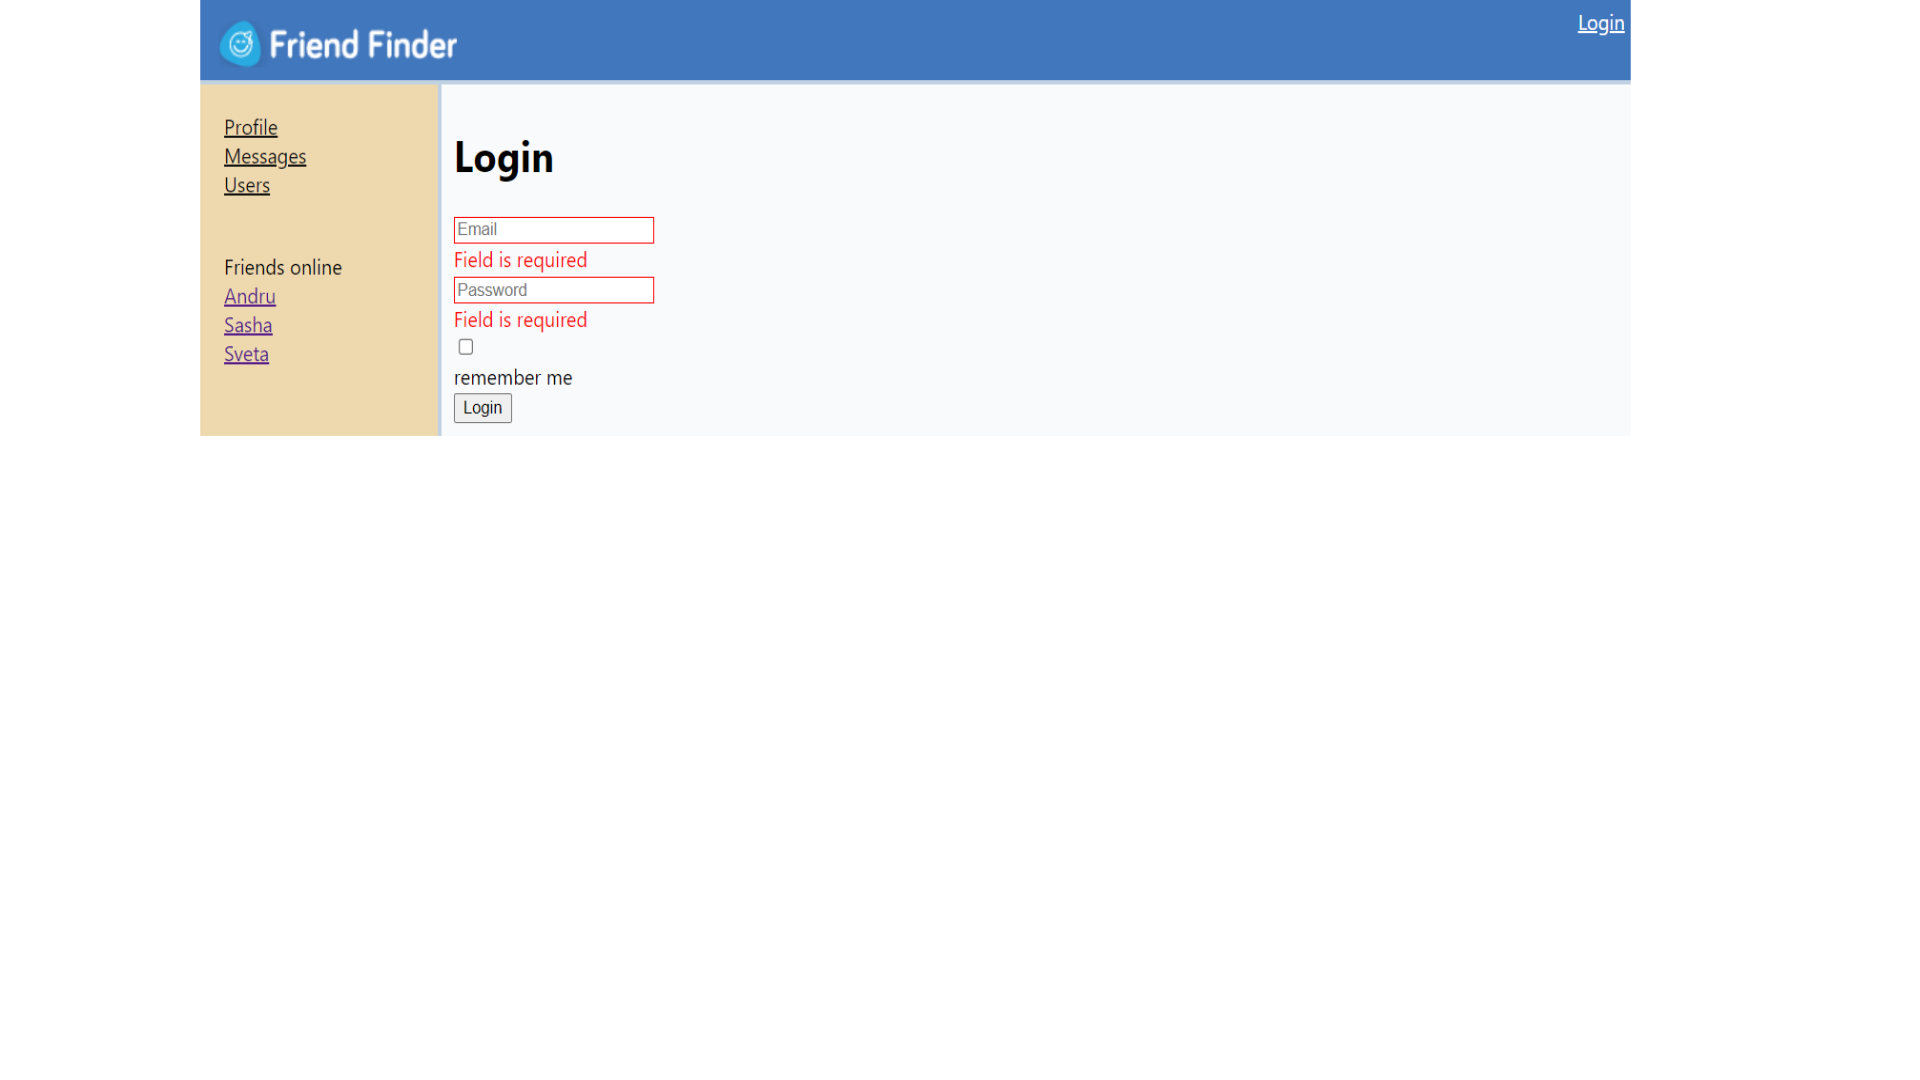 Friend Finder
Login
Profile
Messages
Users
Friends online
Andru
Sasha
Sveta
Login
Email
Field is required
Password
Field is required
remember me
Login